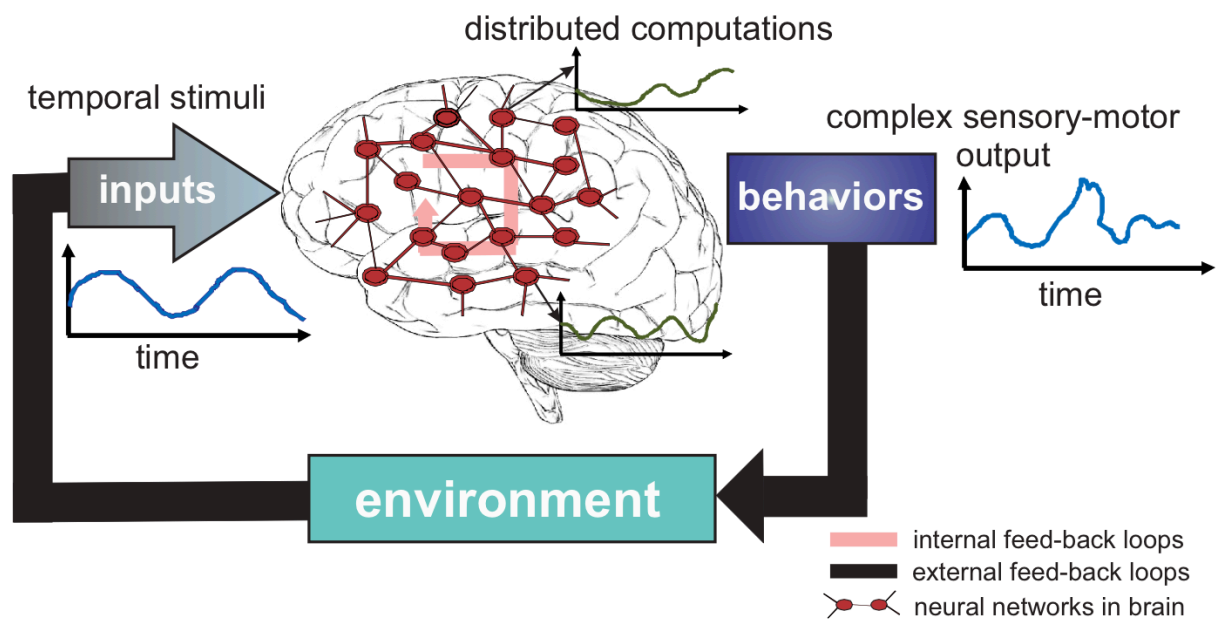 distributed computations
temporal stimuli
complex sensory-motor
output
inputs
behaviors
time
time
environment
internal feed-back loops
external feed-back loops
neural networks in brain